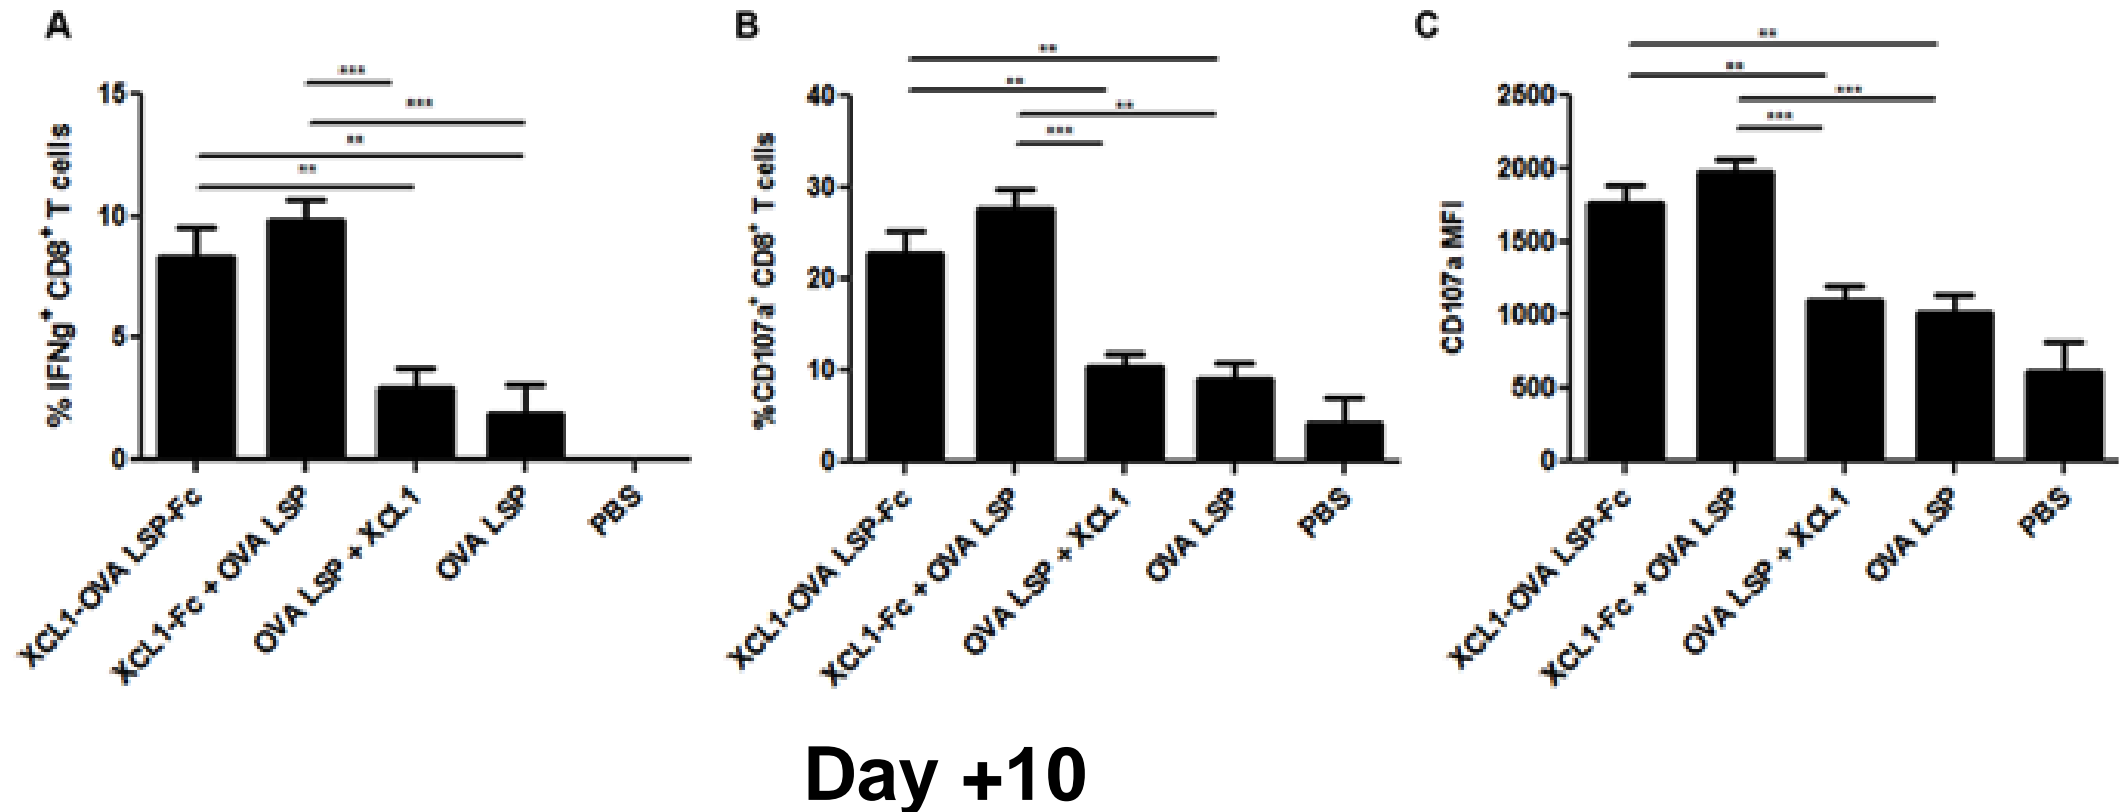 A
***
***
**
**
15
10
5
0
% IFNg+ CD8+ T cells
XCL1-OVA LSP-Fc
XCL1-Fc + OVA LSP
OVA LSP + XCL1
OVA LSP
PBS
B
**
**
**
***
40
30
20
10
0
%CD107a+ CD8+ T cells
XCL1-OVA LSP-Fc
XCL1-Fc + OVA LSP
OVA LSP + XCL1
OVA LSP
PBS
C
**
**
***
***
2500
2000
1500
1000
500
0
CD107a MFI
XCL1-OVA LSP-Fc
XCL1-Fc + OVA LSP
OVA LSP + XCL1
OVA LSP
PBS
Day +10